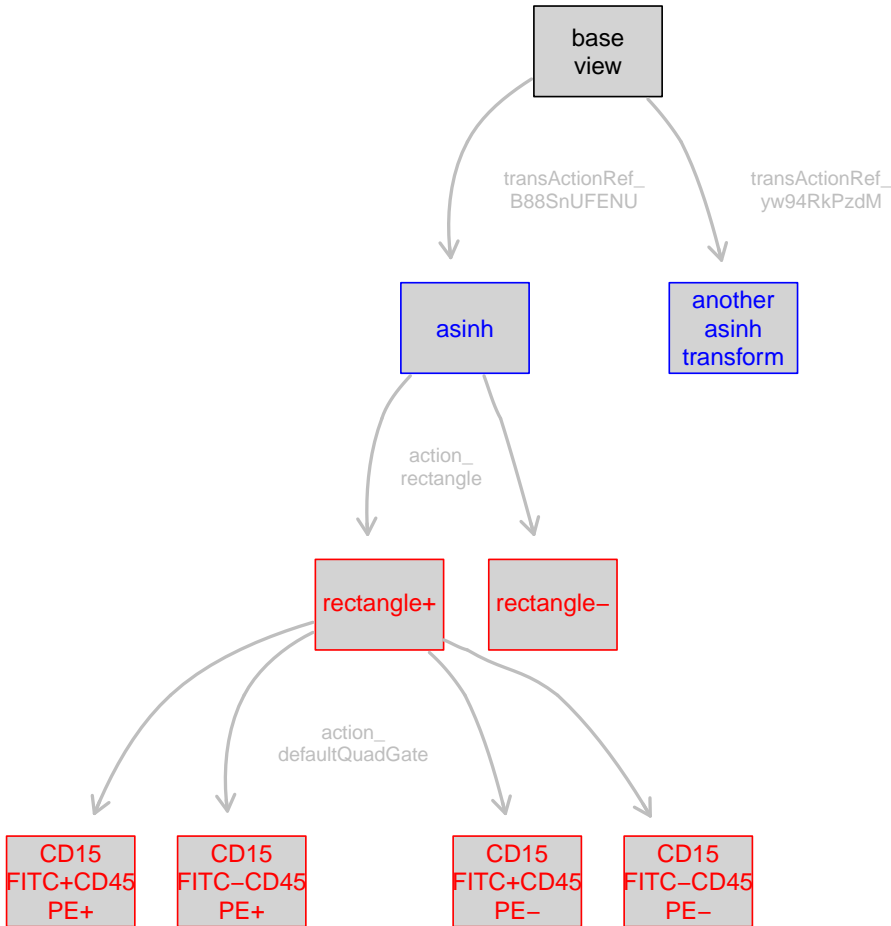 base
view
transActionRef_
B88SnUFENU
transActionRef_
yw94RkPzdM
asinh
another
asinh
transform
action_
rectangle
rectangle+
rectangle−
action_
defaultQuadGate
CD15
FITC+CD45
PE+
CD15
FITC−CD45
PE+
CD15
FITC+CD45
PE−
CD15
FITC−CD45
PE−